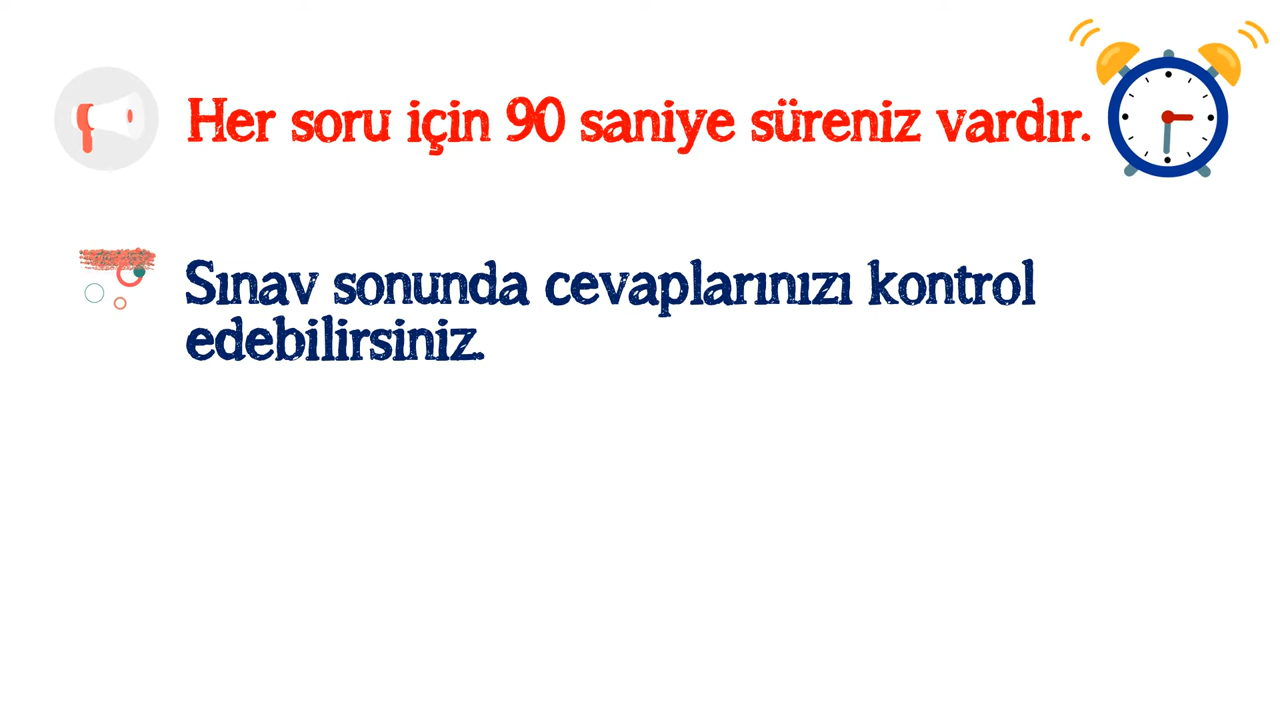 Her soru için 90 saniye süreniz vardır.
Sınav sonunda cevaplarınızı kontrol
edebilirsiniz.